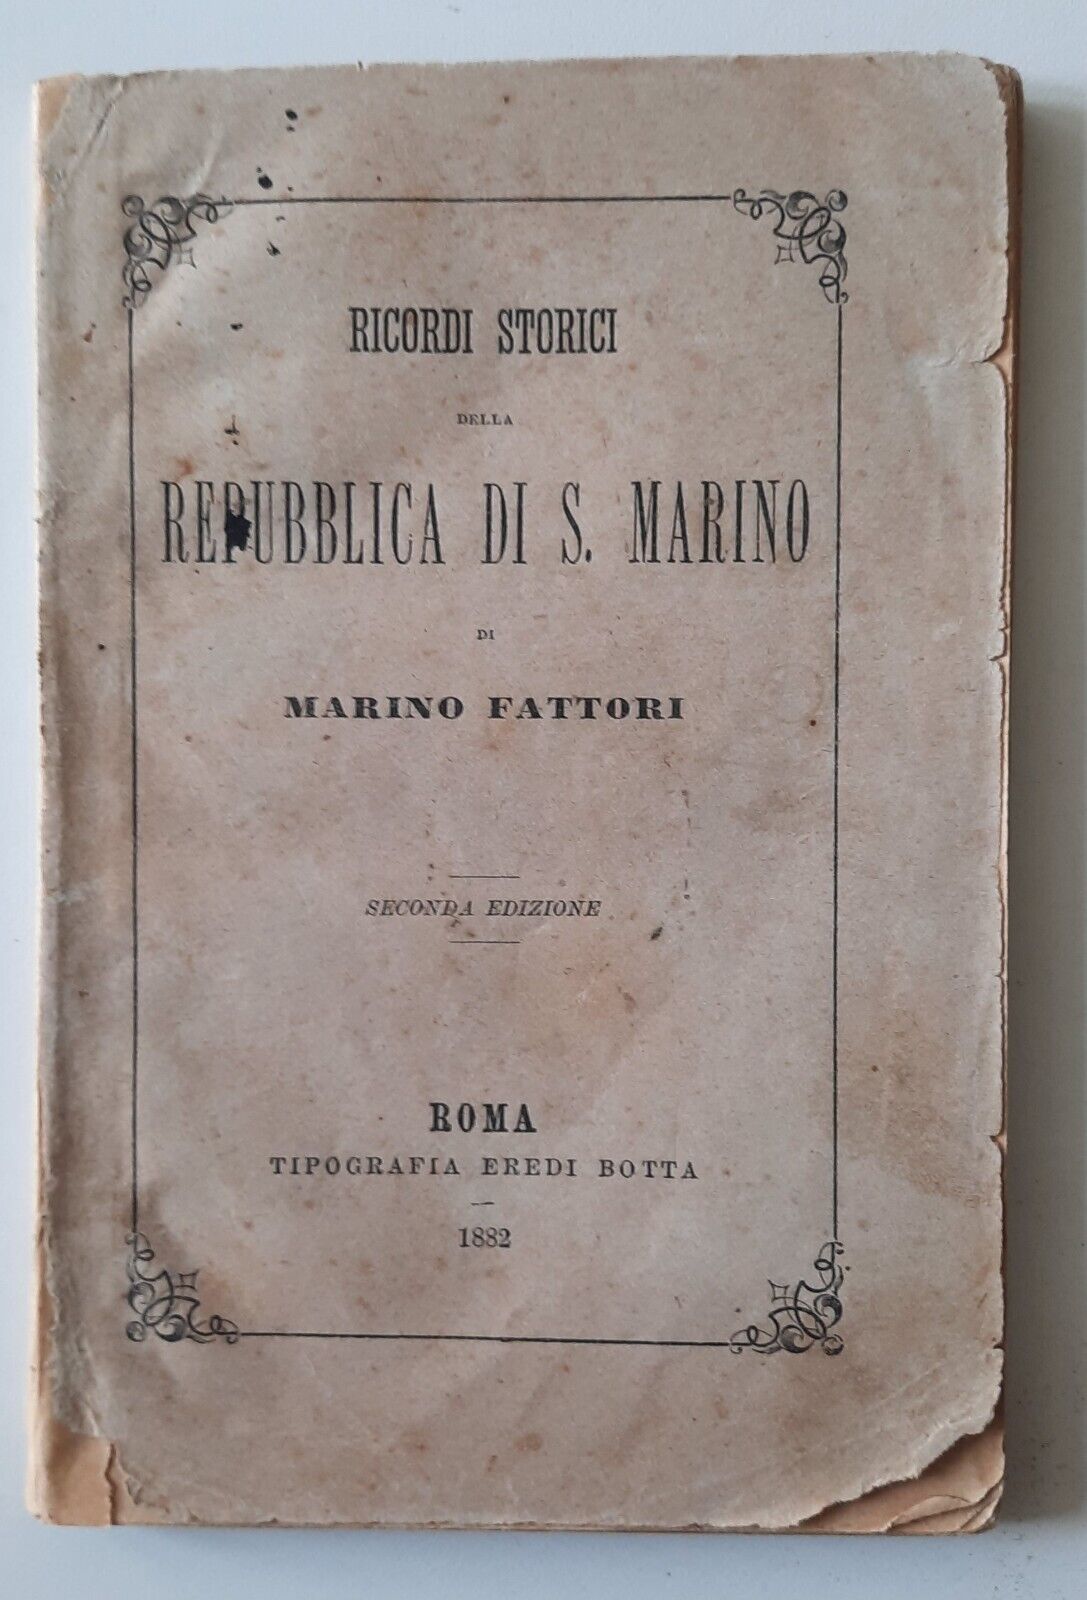 RICORDI STORICI
DELLA
REPUBBLICA DI S. MARINO
DI
MARINO FATTORI
SECONDA EDIZIONE
ROMA
TIPOGRAFIA EREDI BOTTA
—
1882